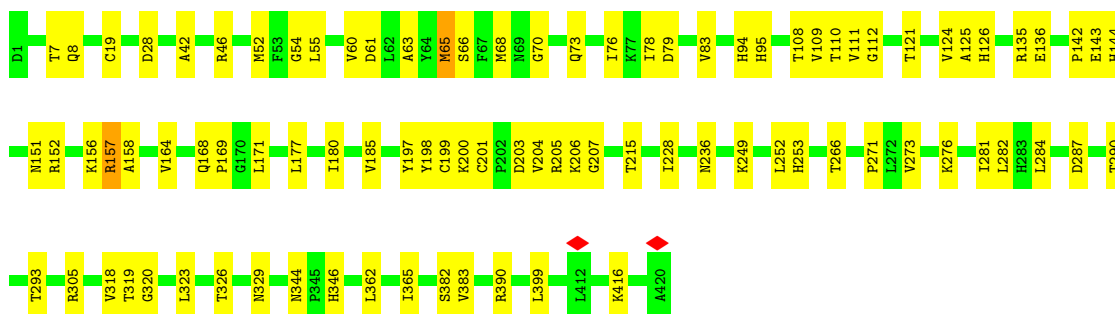 D1 T7 Q8 C19 D28 A42 R46 M52 F53 G54 L55 V60 D61 L62 A63 Y64 M65 S66 F67 M68 N69 G70 Q73 I76 K77 I78 D79 V83 H94 H95 T108 V109 T110 V111 G112 T121 V124 A125 H126 R135 E136 P142 E143 H144
N151 R152 K156 R157 A158 V164 Q168 P169 G170 L171 L177 I180 V185 Y197 Y198 C199 K200 C201 P202 D203 V204 R205 K206 G207 T215 I228 N236 K249 L252 H253 T266 P271 L272 V273 K276 I281 L282 H283 L284 D287 T290
T293 R305 V318 T319 G320 L323 T326 N329 N344 P345 H346 L362 I365 S382 V383 R390 L399 L412 K416 A420